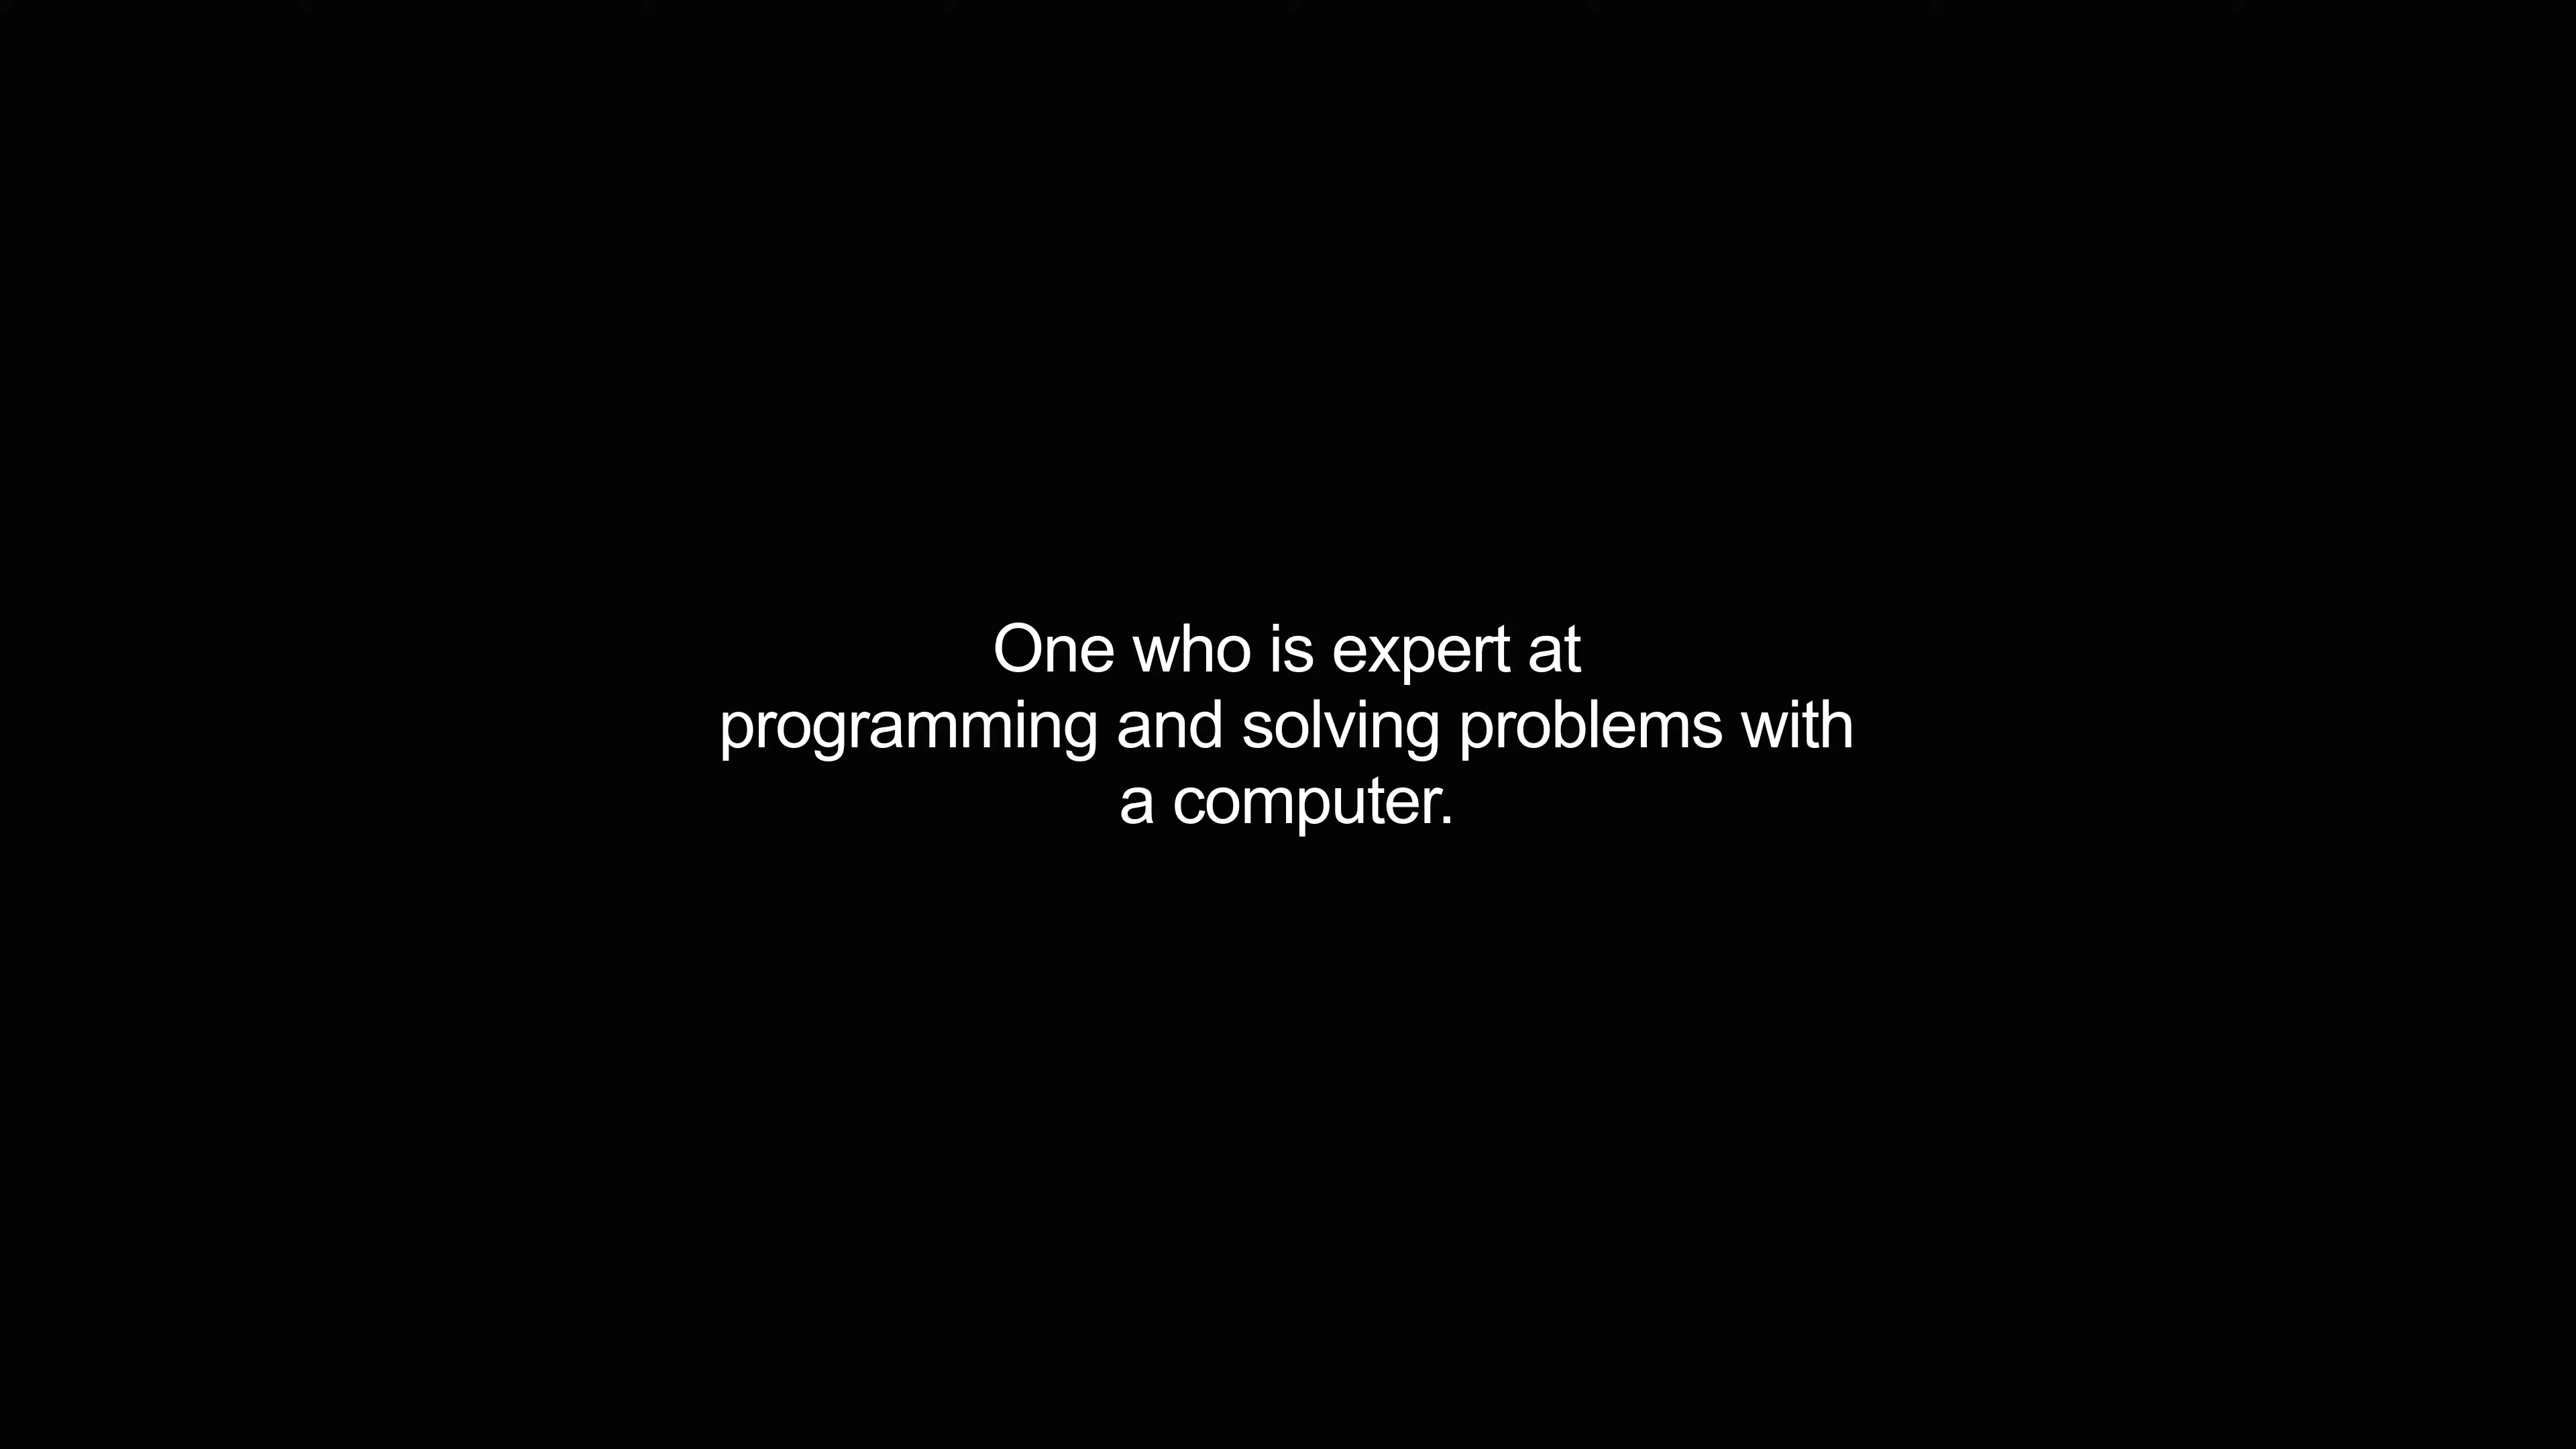 One who is expert at
programming and solving problems with
a computer.